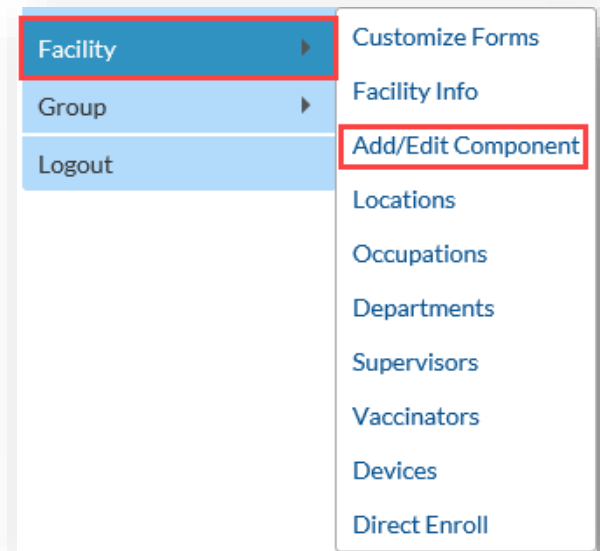 Facility
Group
Logout
Customize Forms
Facility Info
Add/Edit Component
Locations
Occupations
Departments
Supervisors
Vaccinators
Devices
Direct Enroll